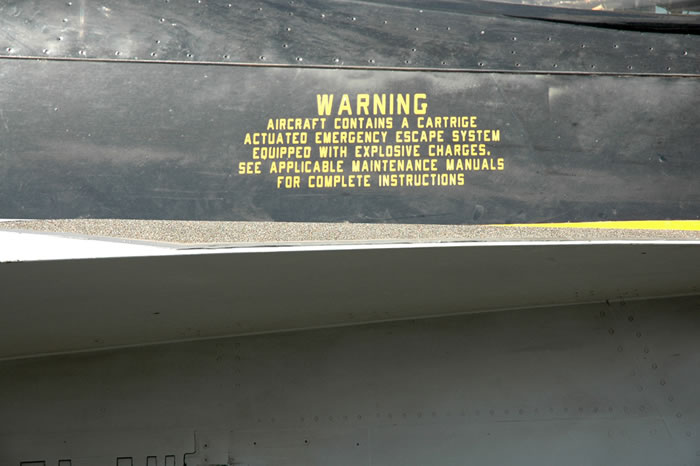 WARNING
AIRCRAFT CONTAINS A CARTRIGE
ACTUATED EMERGENCY ESCAPE SYSTEM
EQUIPPED WITH EXPLOSIVE CHARGES.
SEE APPLICABLE MAINTENANCE MANUALS
FOR COMPLETE INSTRUCTIONS